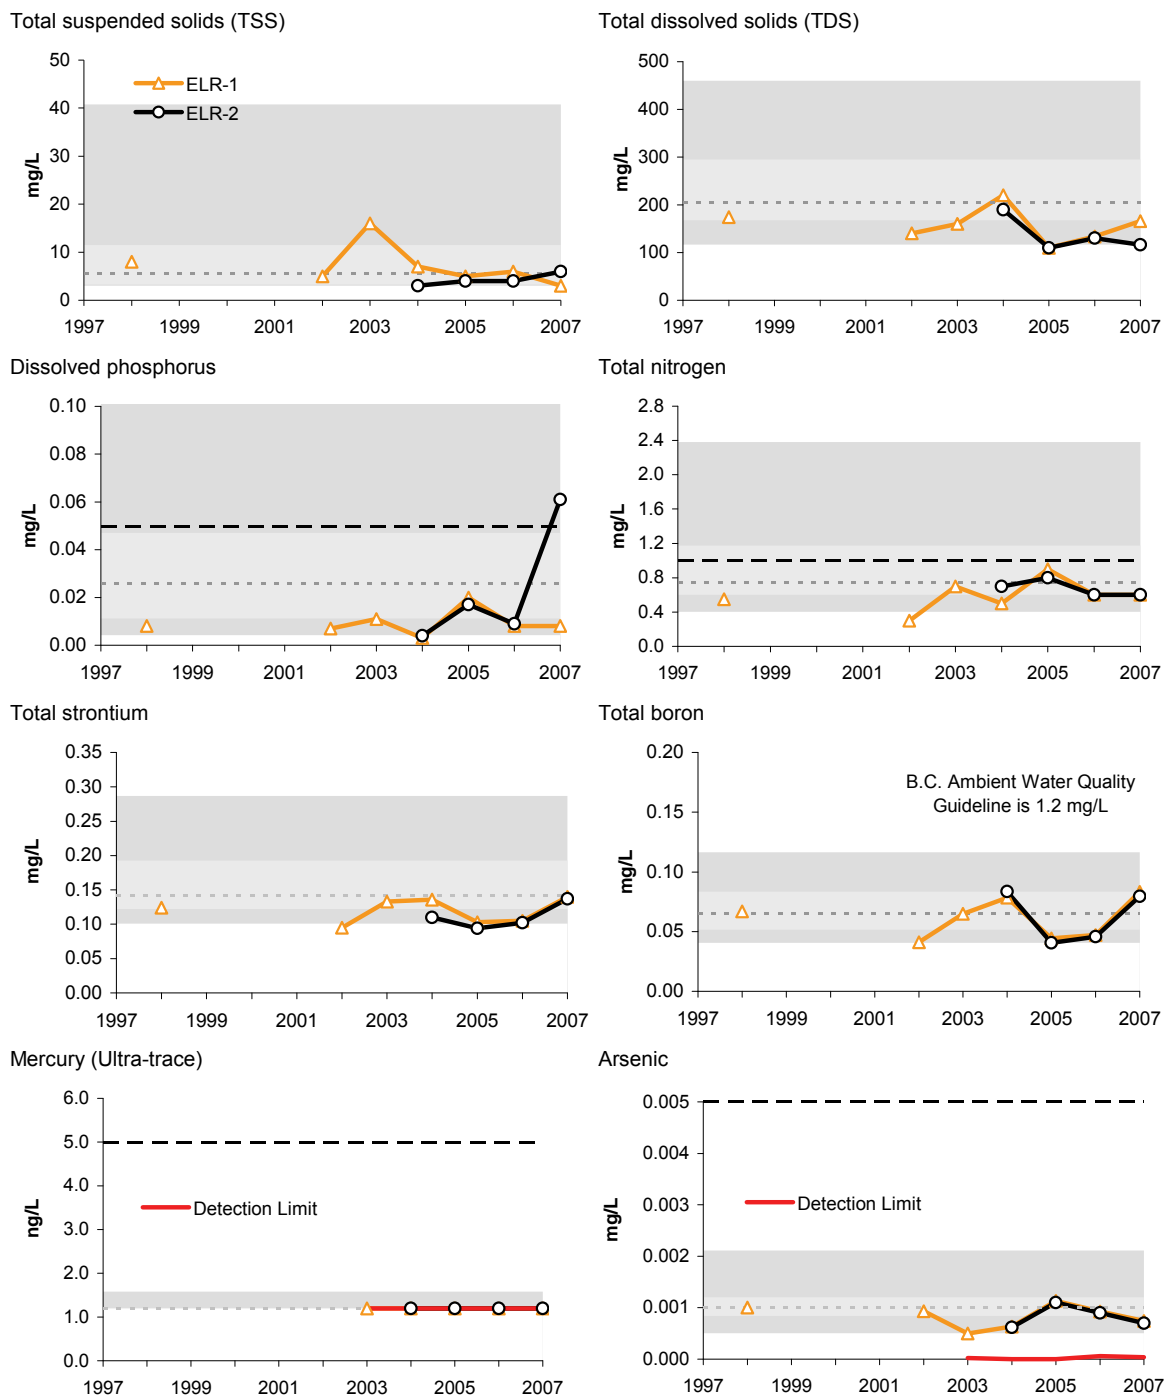 Total suspended solids (TSS)
50
40
30
20
10
0
mg/L
ELR-1
ELR-2
1997 1999 2001 2003 2005 2007
Total dissolved solids (TDS)
500
400
300
200
100
0
mg/L
1997 1999 2001 2003 2005 2007
Dissolved phosphorus
0.10
0.08
0.06
0.04
0.02
0.00
mg/L
1997 1999 2001 2003 2005 2007
Total nitrogen
2.8
2.4
2.0
1.6
1.2
0.8
0.4
0.0
mg/L
1997 1999 2001 2003 2005 2007
Total strontium
0.35
0.30
0.25
0.20
0.15
0.10
0.05
0.00
mg/L
1997 1999 2001 2003 2005 2007
Total boron
0.20
0.15
0.10
0.05
0.00
mg/L
B.C. Ambient Water Quality
Guideline is 1.2 mg/L
1997 1999 2001 2003 2005 2007
Mercury (Ultra-trace)
6.0
5.0
4.0
3.0
2.0
1.0
0.0
ng/L
Detection Limit
1997 1999 2001 2003 2005 2007
Arsenic
0.005
0.004
0.003
0.002
0.001
0.000
mg/L
Detection Limit
1997 1999 2001 2003 2005 2007